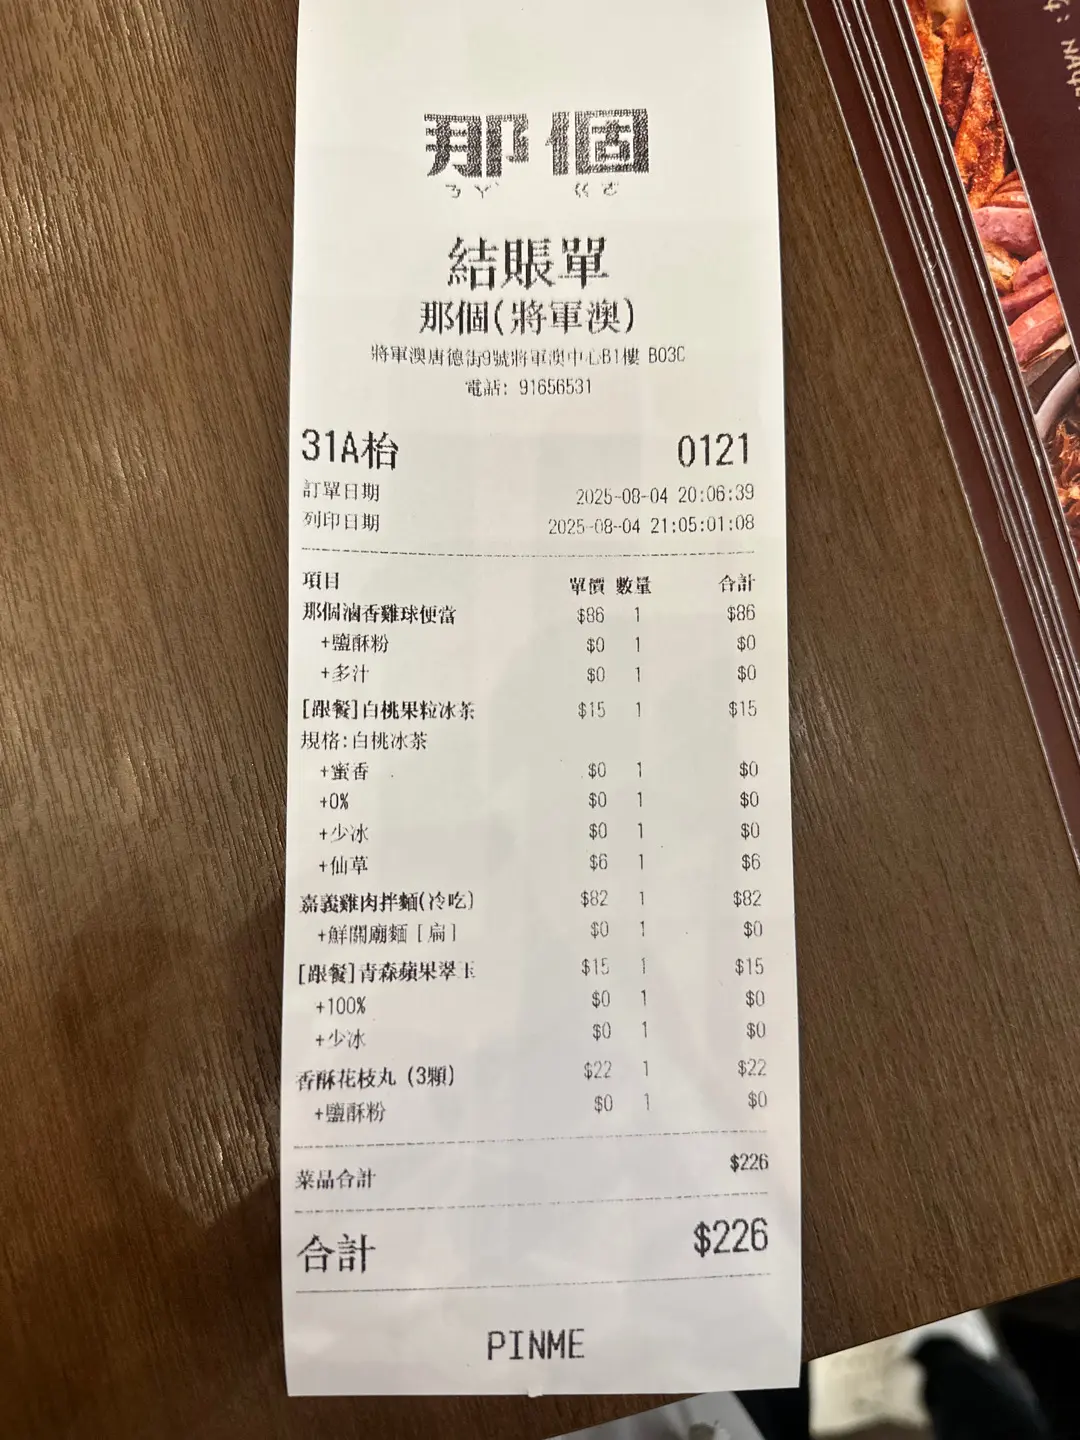 那個
結賬單
那個(將軍澳)
將軍澳唐德街9號將軍澳中心B1樓 B03C
電話: 91656531
31A枱 0121
訂單日期 2025-08-04 20:06:39
列印日期 2025-08-04 21:05:01:08
項目 單價 數量 合計
那個滷香雞球便當 $86 1 $86
+鹽酥粉 $0 1 $0
+多汁 $0 1 $0
[跟餐]白桃果粒冰茶 $15 1 $15
規格:白桃冰茶
+蜜香 $0 1 $0
+0% $0 1 $0
+少冰 $0 1 $0
+仙草 $6 1 $6
嘉義雞肉拌麵(冷吃) $82 1 $82
+鮮關廟麵[扁] $0 1 $0
[跟餐]青森蘋果翠玉 $15 1 $15
+100% $0 1 $0
+少冰 $0 1 $0
香酥花枝丸 (3顆) $22 1 $22
+鹽酥粉 $0 1 $0
菜品合計 $226
合計 $226
PINME